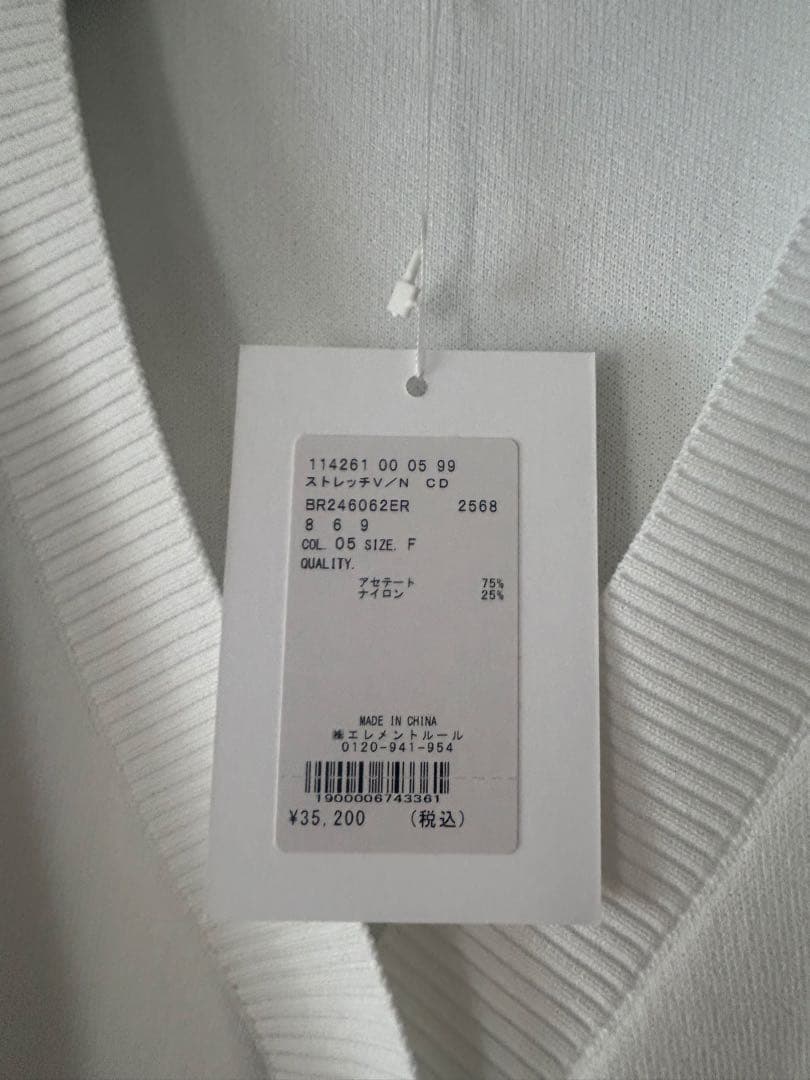 114261 00 05 99
ストレッチV／N CD
BR246062ER 2568
8 6 9
COL. 05 SIZE. F
QUALITY.
アセテート 75%
ナイロン 25%
MADE IN CHINA
㈱エレメントルール
0120-941-954
1900006743361
¥35,200 (税込)